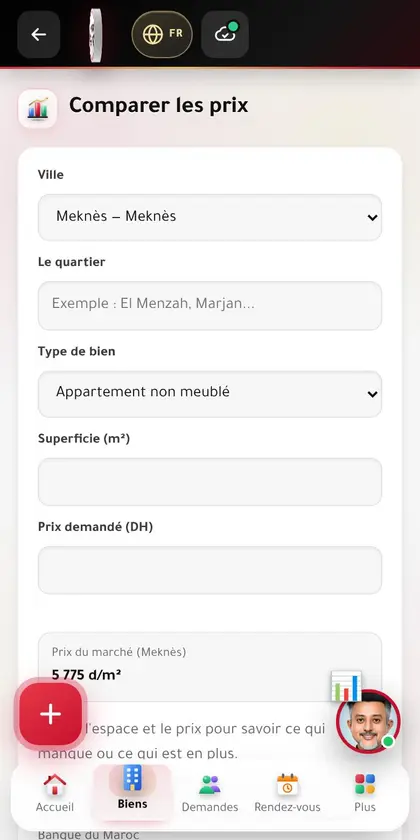 FR
Comparer les prix
Ville
Meknès – Meknès
Le quartier
Exemple : El Menzah, Marjan...
Type de bien
Appartement non meublé
Superficie (m²)
Prix demandé (DH)
Prix du marché (Meknès)
5 775 d/m²
l'espace et le prix pour savoir ce qui
manque ou ce qui est en plus.
Accueil
Biens
Demandes
Rendez-vous
Plus
Banque du Maroc